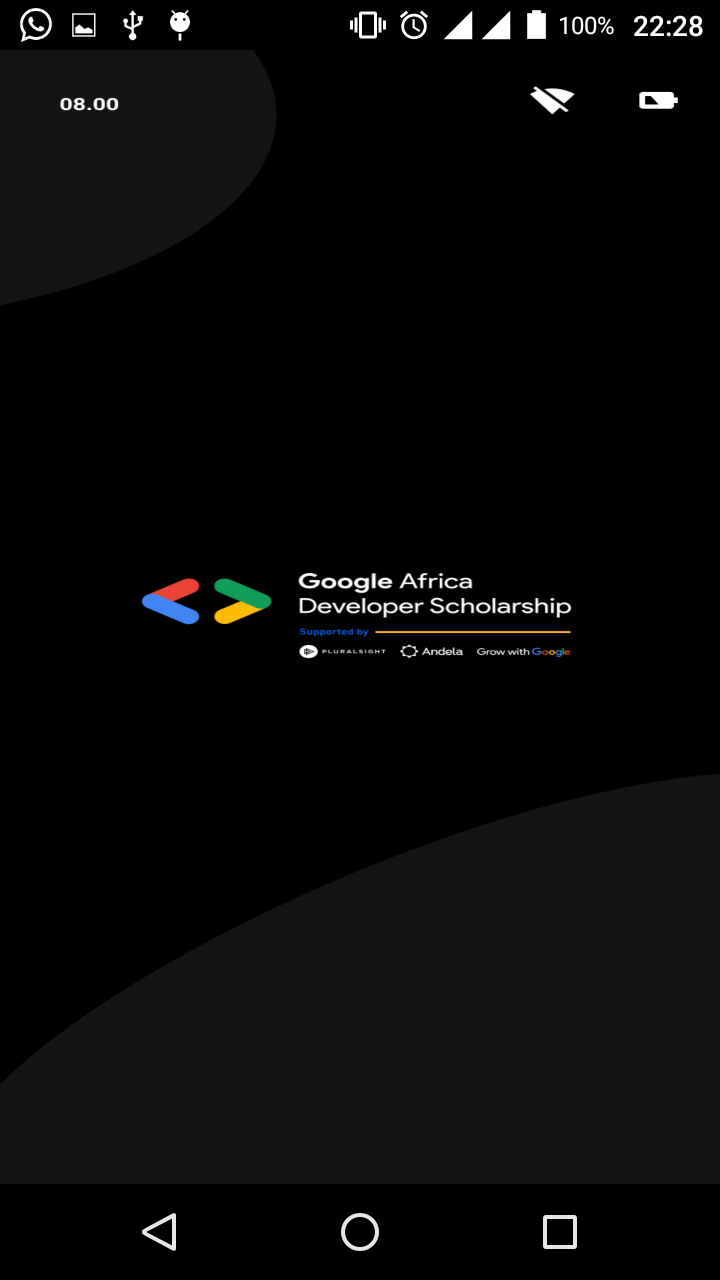 100% 22:28
08.00
Google Africa
Developer Scholarship
Supported by
PLURALSIGHT Andela Grow with Google